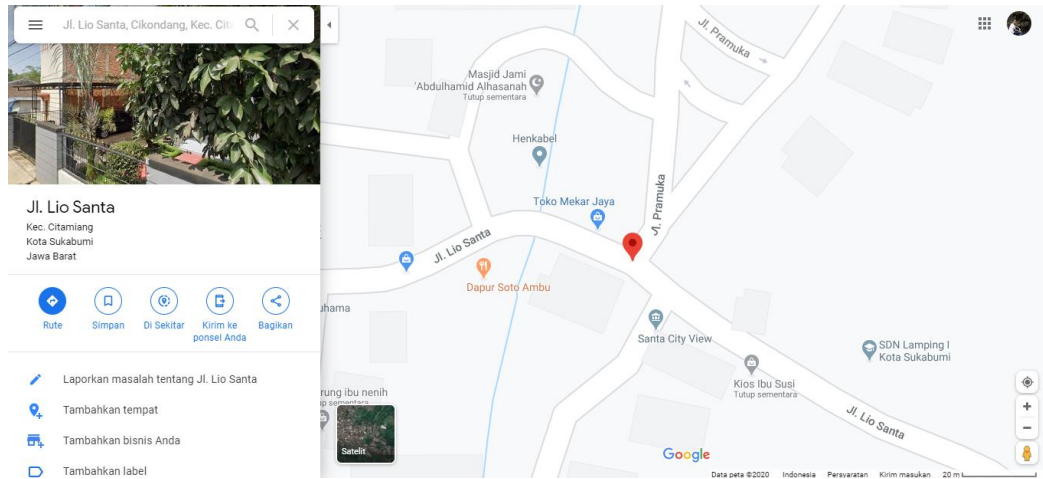 Jl. Lio Santa, Cikondang, Kec. Cit
Jl. Lio Santa
Kec. Citamiang
Kota Sukabumi
Jawa Barat
Rute
Simpan
Di Sekitar
Kirim ke
ponsel Anda
Bagikan
Laporkan masalah tentang Jl. Lio Santa
Tambahkan tempat
Tambahkan bisnis Anda
Tambahkan label
Jl. Pramuka
Masjid Jami
'Abdulhamid Alhasanah
Tutup sementara
Henkabel
Toko Mekar Jaya
Jl. Pramuka
Jl. Lio Santa
Dapur Soto Ambu
uhama
Santa City View
SDN Lamping I
Kota Sukabumi
Kios Ibu Susi
Tutup sementara
rung ibu nenih
up sementara
Jl. Lio Santa
Satelit
Google
Data peta ©2020 Indonesia Persyaratan Kirim masukan 20 m